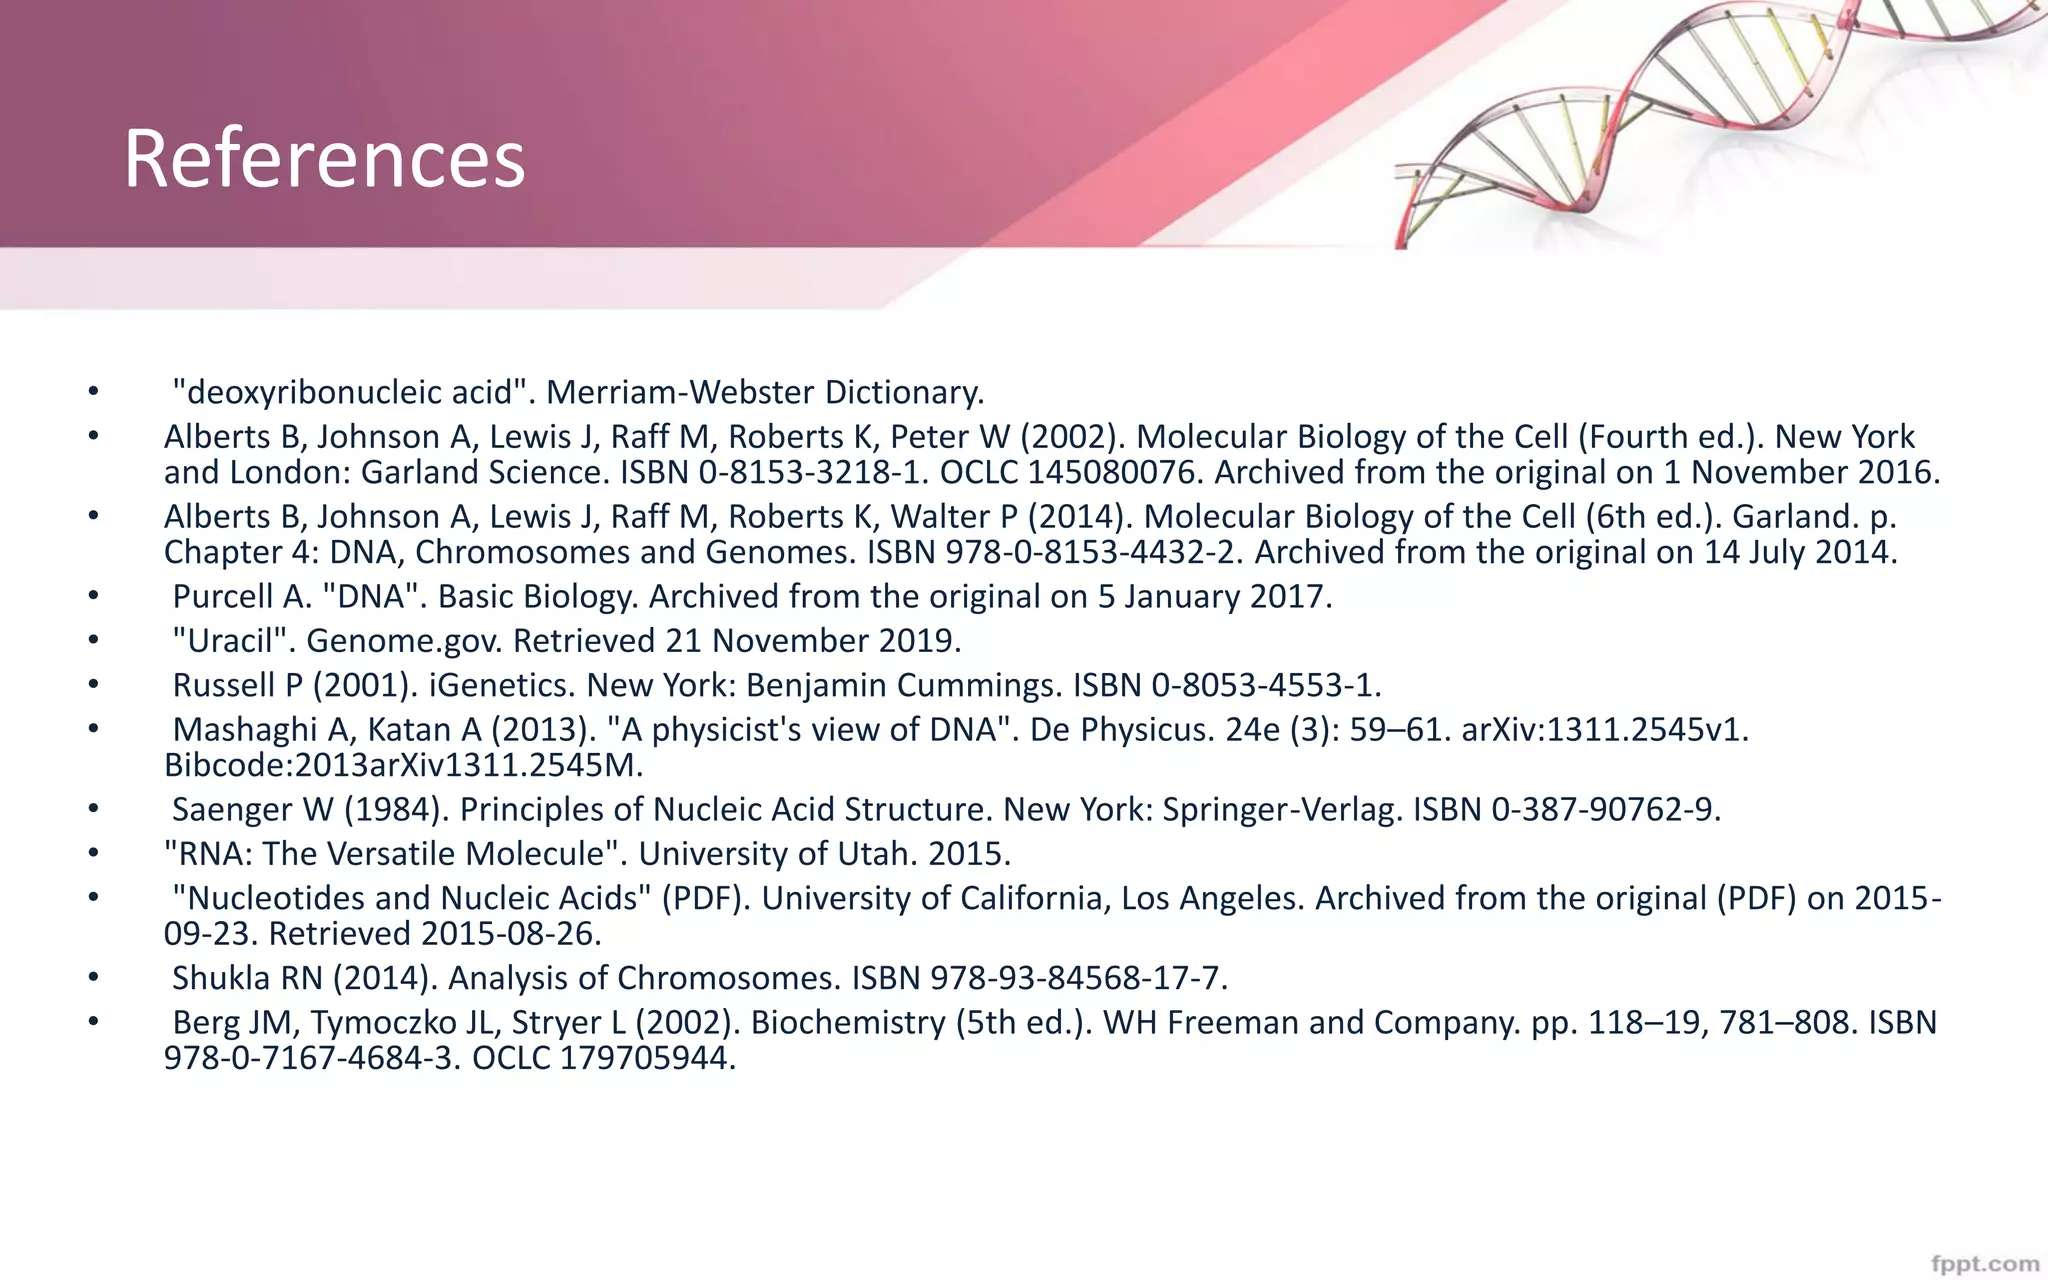 References
• "deoxyribonucleic acid". Merriam-Webster Dictionary.
• Alberts B, Johnson A, Lewis J, Raff M, Roberts K, Peter W (2002). Molecular Biology of the Cell (Fourth ed.). New York
and London: Garland Science. ISBN 0-8153-3218-1. OCLC 145080076. Archived from the original on 1 November 2016.
• Alberts B, Johnson A, Lewis J, Raff M, Roberts K, Walter P (2014). Molecular Biology of the Cell (6th ed.). Garland. p.
Chapter 4: DNA, Chromosomes and Genomes. ISBN 978-0-8153-4432-2. Archived from the original on 14 July 2014.
• Purcell A. "DNA". Basic Biology. Archived from the original on 5 January 2017.
• "Uracil". Genome.gov. Retrieved 21 November 2019.
• Russell P (2001). iGenetics. New York: Benjamin Cummings. ISBN 0-8053-4553-1.
• Mashaghi A, Katan A (2013). "A physicist's view of DNA". De Physicus. 24e (3): 59–61. arXiv:1311.2545v1.
Bibcode:2013arXiv1311.2545M.
• Saenger W (1984). Principles of Nucleic Acid Structure. New York: Springer-Verlag. ISBN 0-387-90762-9.
• "RNA: The Versatile Molecule". University of Utah. 2015.
• "Nucleotides and Nucleic Acids" (PDF). University of California, Los Angeles. Archived from the original (PDF) on 2015-
09-23. Retrieved 2015-08-26.
• Shukla RN (2014). Analysis of Chromosomes. ISBN 978-93-84568-17-7.
• Berg JM, Tymoczko JL, Stryer L (2002). Biochemistry (5th ed.). WH Freeman and Company. pp. 118–19, 781–808. ISBN
978-0-7167-4684-3. OCLC 179705944.
fppt.com